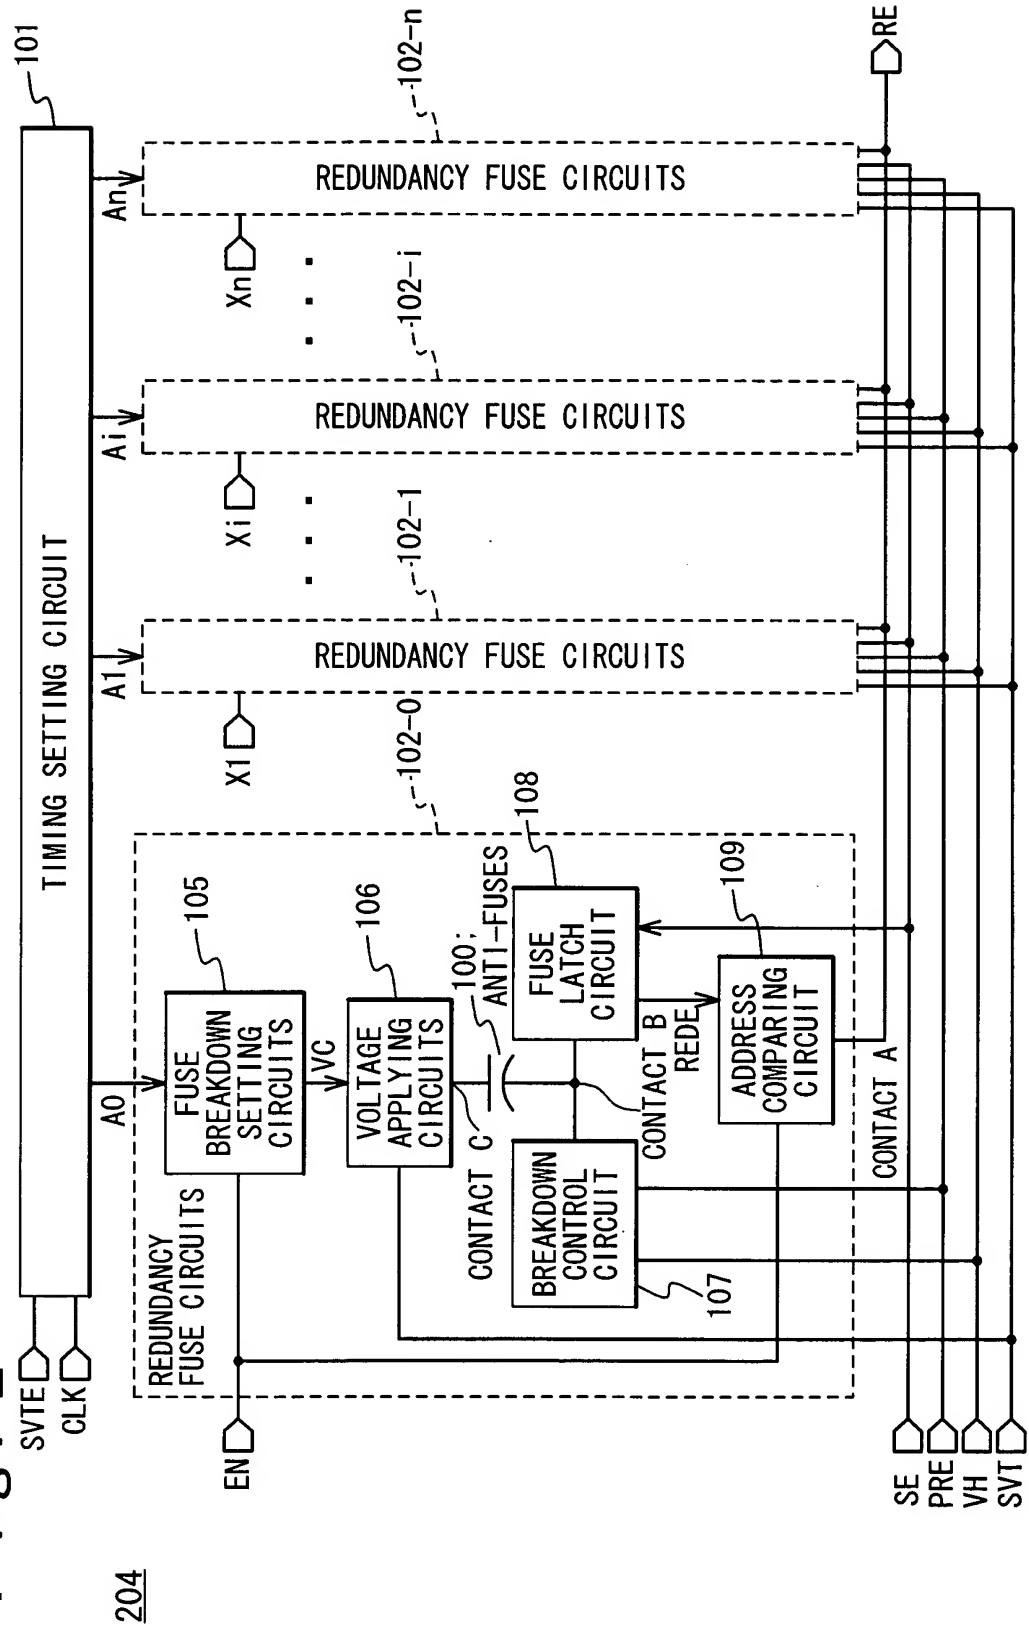 204
SVTE
CLK
TIMING SETTING CIRCUIT
101
A0
A1
Ai
An
EN
X1
Xi
Xn
REDUNDANCY
FUSE CIRCUITS
102-0
102-1
102-i
102-n
REDUNDANCY FUSE CIRCUITS
REDUNDANCY FUSE CIRCUITS
REDUNDANCY FUSE CIRCUITS
FUSE
BREAKDOWN
SETTING
CIRCUITS
105
VC
VOLTAGE
APPLYING
CIRCUITS
106
CONTACT C
100;
ANTI-FUSES
BREAKDOWN
CONTROL
CIRCUIT
107
FUSE
LATCH
CIRCUIT
108
CONTACT B
REDE
ADDRESS
COMPARING
CIRCUIT
109
CONTACT A
SE
PRE
VH
SVT
RE